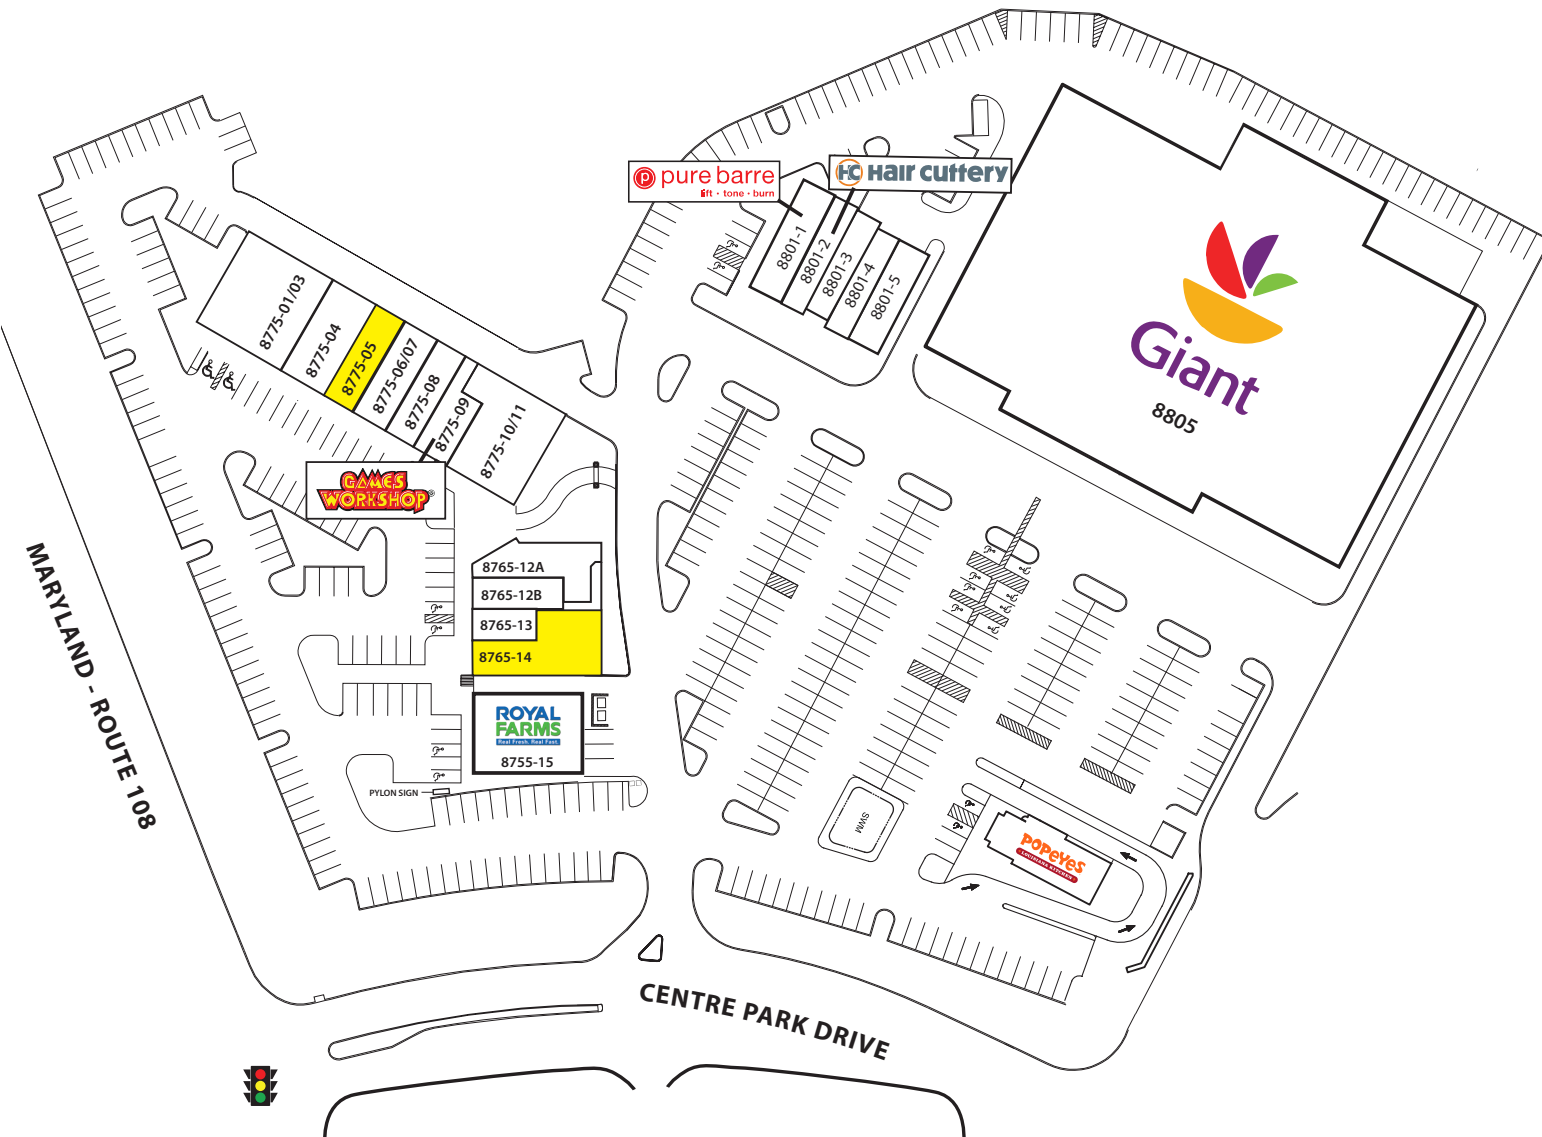 p
pure barre
lift · tone · burn
HC Hair cuttery
8801-1
8801-2
8801-3
8801-4
8801-5
Giant
8805
8775-01/03
8775-04
8775-05
8775-06/07
8775-08
8775-09
8775-10/11
GAMES
WORKSHOP®
8765-12A
8765-12B
8765-13
8765-14
ROYAL
FARMS
Real Fresh. Real Fast.
8755-15
PYLON SIGN
SWM
POPEYES
LOUISIANA KITCHEN
MARYLAND - ROUTE 108
CENTRE PARK DRIVE